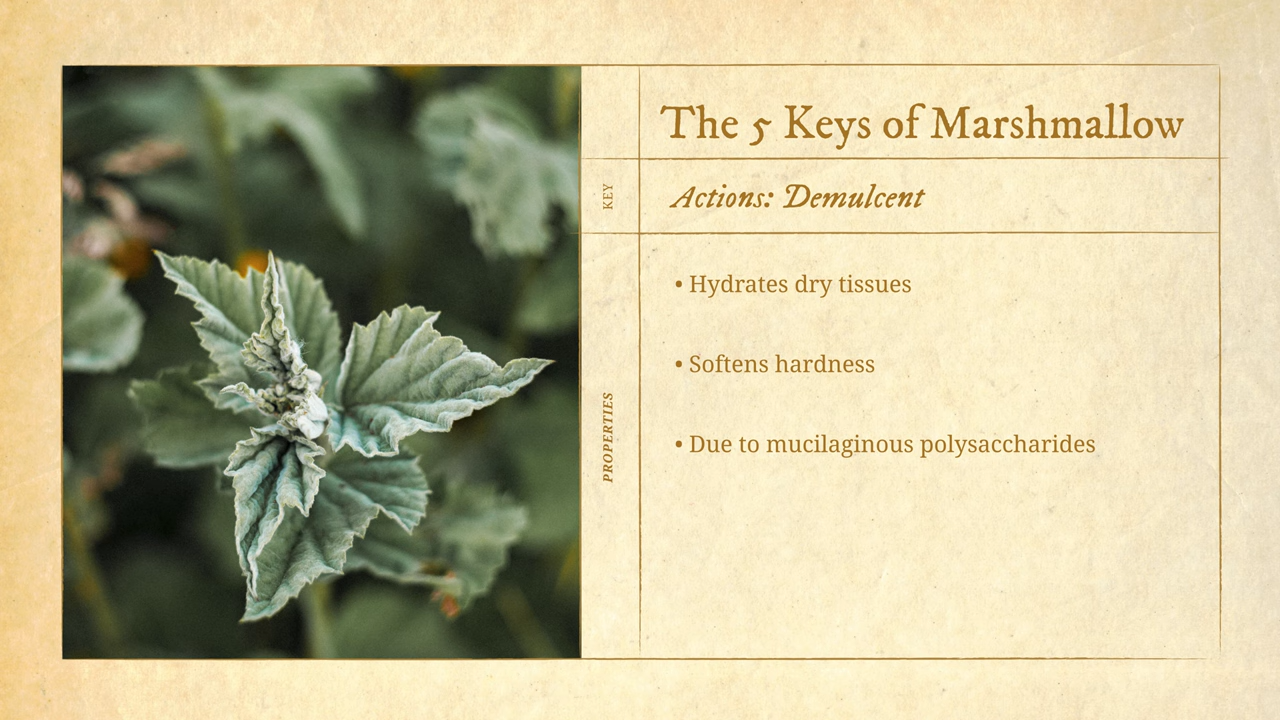 The 5 Keys of Marshmallow
KEY
Actions: Demulcent
PROPERTIES
• Hydrates dry tissues
• Softens hardness
• Due to mucilaginous polysaccharides